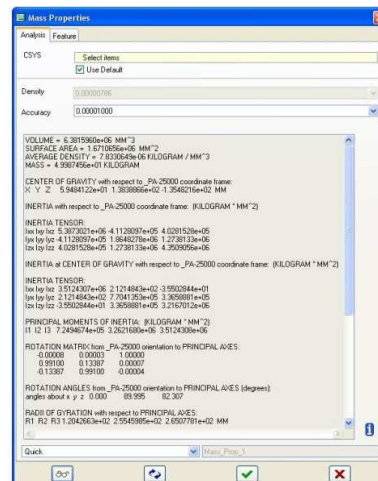 Mass Properties
Analysis Feature
CSYS Select items
Use Default
Density 0.00000786
Accuracy 0.00001000
VOLUME = 6.3815960e+06 MM^3
SURFACE AREA = 1.6710656e+06 MM^2
AVERAGE DENSITY = 7.8330649e-06 KILOGRAM / MM^3
MASS = 4.9987456e+01 KILOGRAM
CENTER OF GRAVITY with respect to _PA-25000 coordinate frame:
X Y Z 5.9484122e+01 1.3838866e+02 -1.3548216e+02 MM
INERTIA with respect to _PA-25000 coordinate frame: (KILOGRAM * MM^2)
INERTIA TENSOR:
Ixx Ixy Ixz 5.3873021e+06 -4.1128097e+05 4.0281528e+05
Iyx Iyy Iyz -4.1128097e+05 1.8648278e+06 1.2738133e+06
Izx Izy Izz 4.0281528e+05 1.2738133e+06 4.3509056e+06
INERTIA at CENTER OF GRAVITY with respect to _PA-25000 coordinate frame: (KILOGRAM * MM^2)
INERTIA TENSOR:
Ixx Ixy Ixz 3.5124307e+06 2.1214843e+02 -3.5502844e+01
Iyx Iyy Iyz 2.1214843e+02 7.7041353e+05 3.3658881e+05
Izx Izy Izz -3.5502844e+01 3.3658881e+05 3.2167012e+06
PRINCIPAL MOMENTS OF INERTIA: (KILOGRAM * MM^2)
I1 I2 I3 7.2494674e+05 3.2621680e+06 3.5124308e+06
ROTATION MATRIX from _PA-25000 orientation to PRINCIPAL AXES:
-0.00008 0.00003 1.00000
0.99100 0.13387 0.00007
-0.13387 0.99100 -0.00004
ROTATION ANGLES from _PA-25000 orientation to PRINCIPAL AXES (degrees):
angles about x y z 0.000 89.995 82.307
RADII OF GYRATION with respect to PRINCIPAL AXES:
R1 R2 R3 1.2042663e+02 2.5545985e+02 2.6507781e+02 MM
Quick Mass_Prop_1